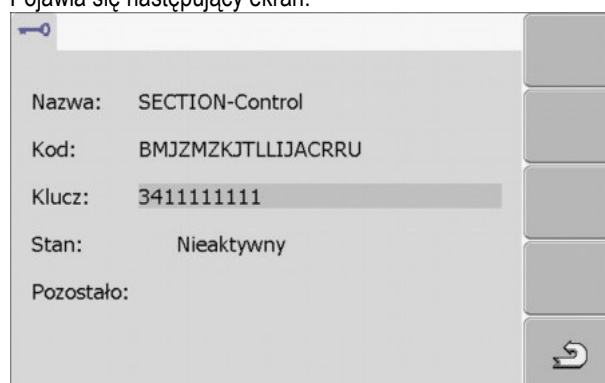 Pojawia się następujący ekran:
Nazwa: SECTION-Control
Kod: BMJZMZKJTLLIJACRRU
Klucz: 3411111111
Stan: Nieaktywny
Pozostało: